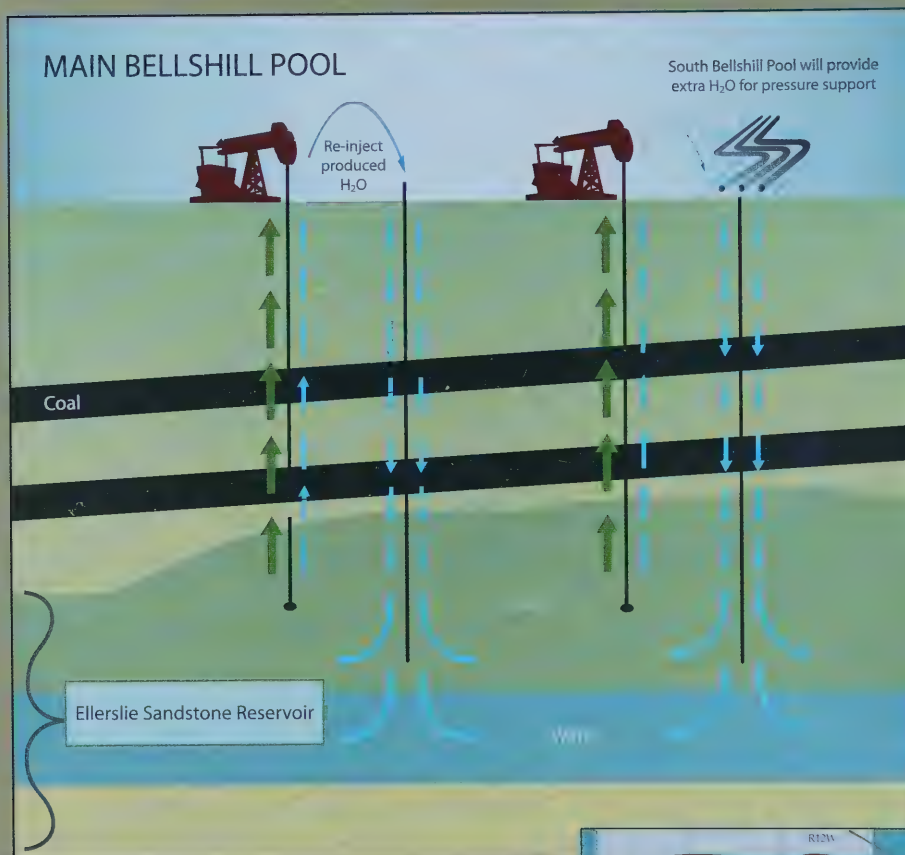 MAIN BELLSHILL POOL
South Bellshill Pool will provide
extra H₂O for pressure support
Re-inject
produced
H₂O
Coal
Ellerslie Sandstone Reservoir
Water
R12W